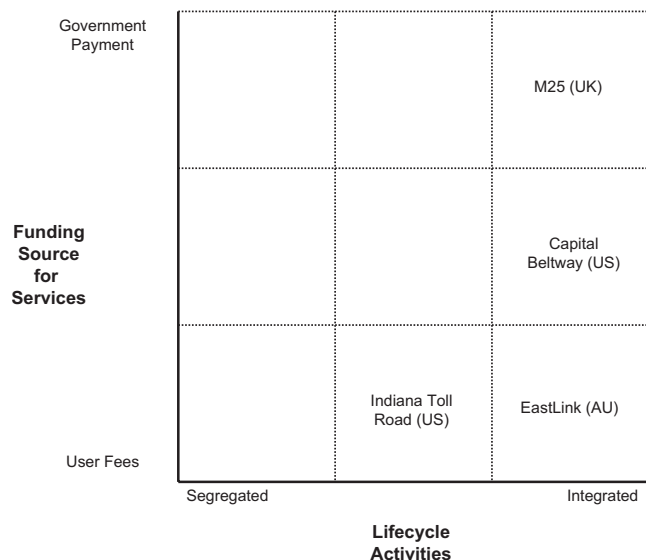 Government
Payment
M25 (UK)
Funding
Source
for
Services
Capital
Beltway (US)
Indiana Toll
Road (US)
EastLink (AU)
User Fees
Segregated
Integrated
Lifecycle
Activities